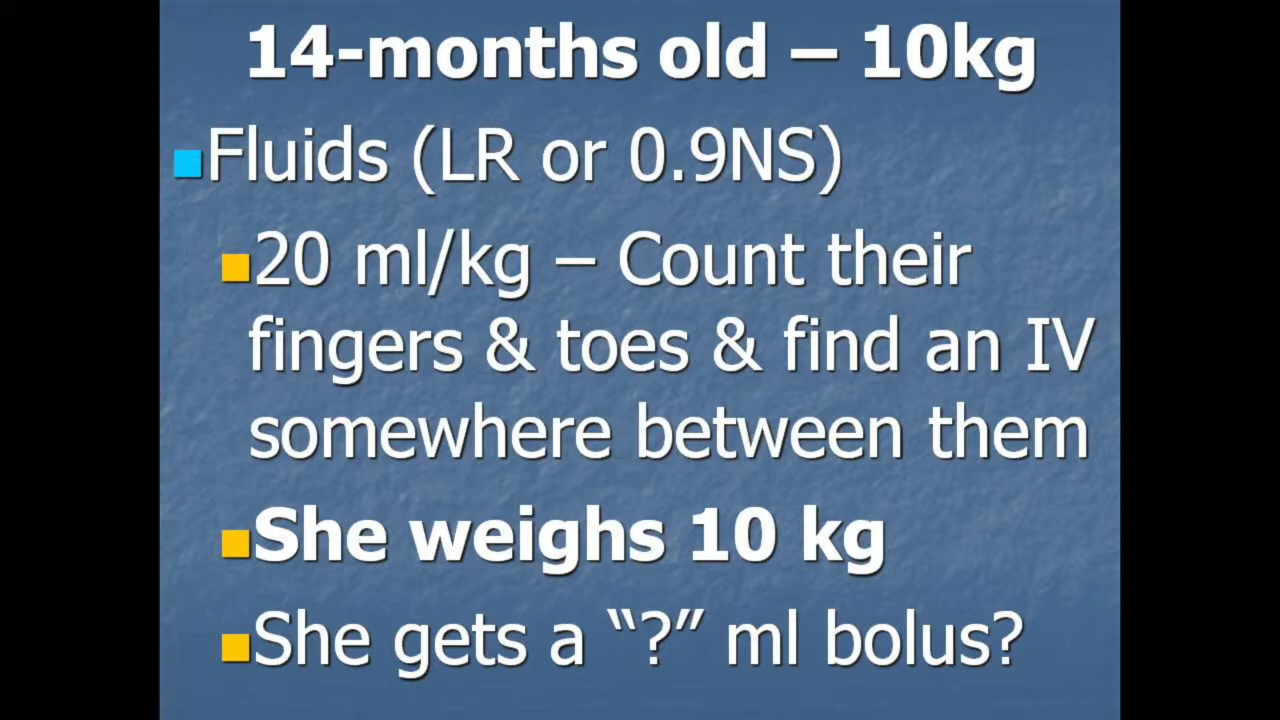 14-months old – 10kg
Fluids (LR or 0.9NS)
20 ml/kg – Count their
fingers & toes & find an IV
somewhere between them
She weighs 10 kg
She gets a “?” ml bolus?